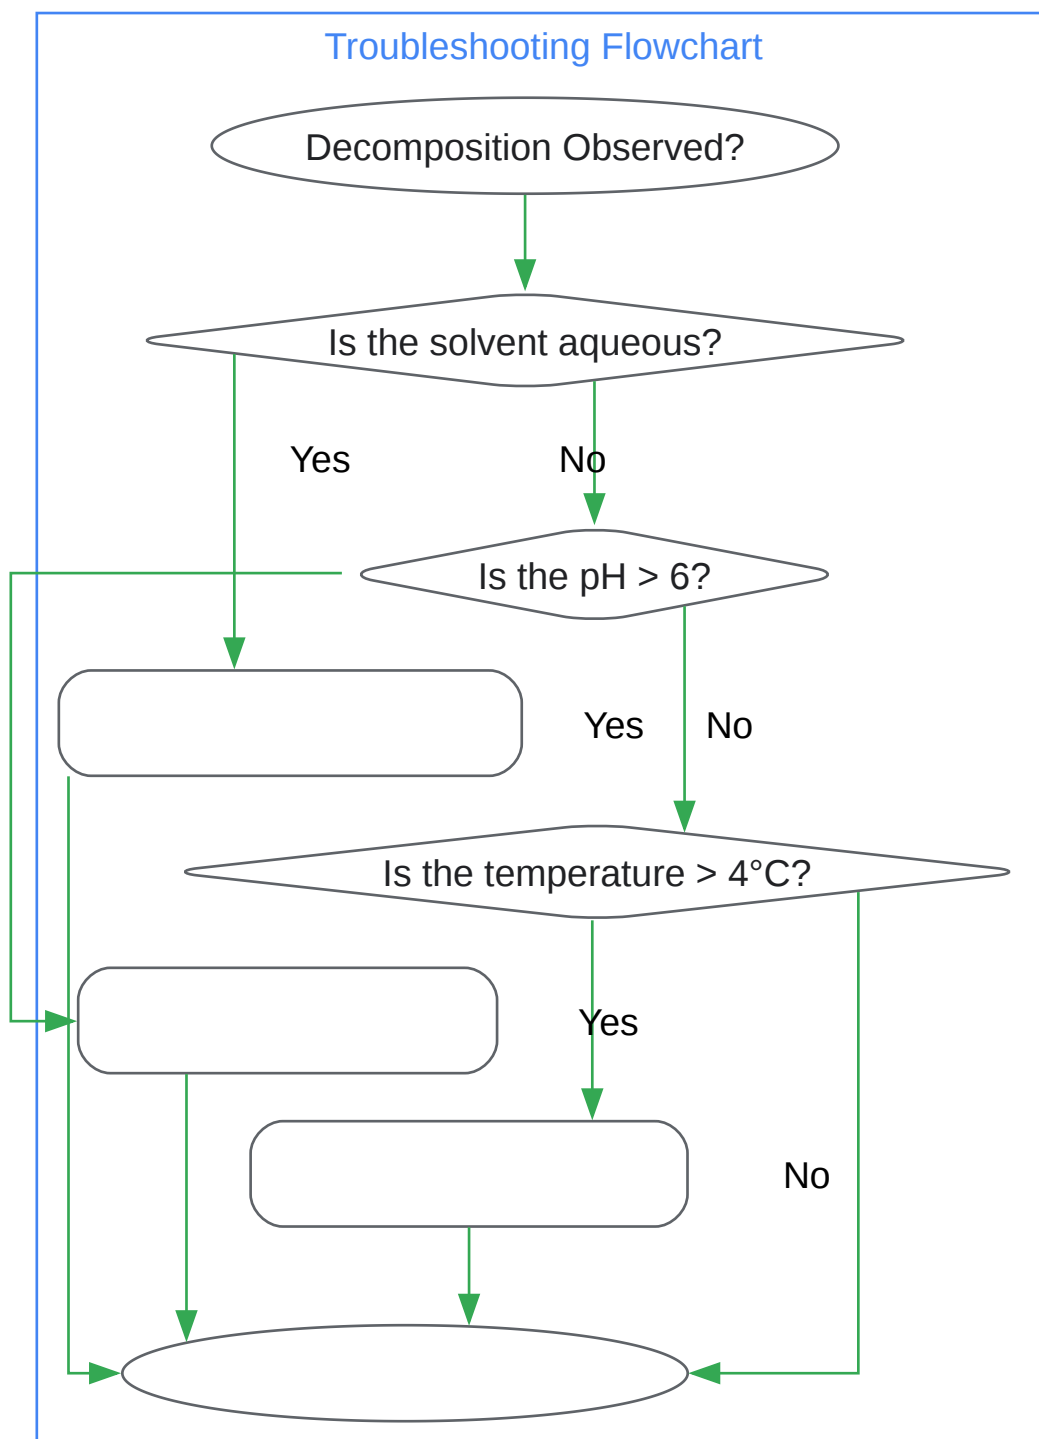 Troubleshooting Flowchart
Decomposition Observed?
Is the solvent aqueous?
Yes
No
Is the pH > 6?
Yes
No
Is the temperature > 4°C?
Yes
No